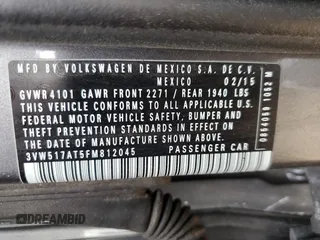 MFD BY VOLKSWAGEN DE MEXICO S.A. DE C.V.
02/15
GVWR 4101 GAWR FRONT 2271 / REAR 1940 LBS
THIS VEHICLE CONFORMS TO ALL APPLICABLE
FEDERAL MOTOR VEHICLE SAFETY, BUMPER AND
THEFT PREVENTION STANDARDS IN EFFECT ON
THE DATE OF MANUFACTURE SHOWN ABOVE.
3VW517AT5FM812045 PASSENGER CAR
DREAMBID